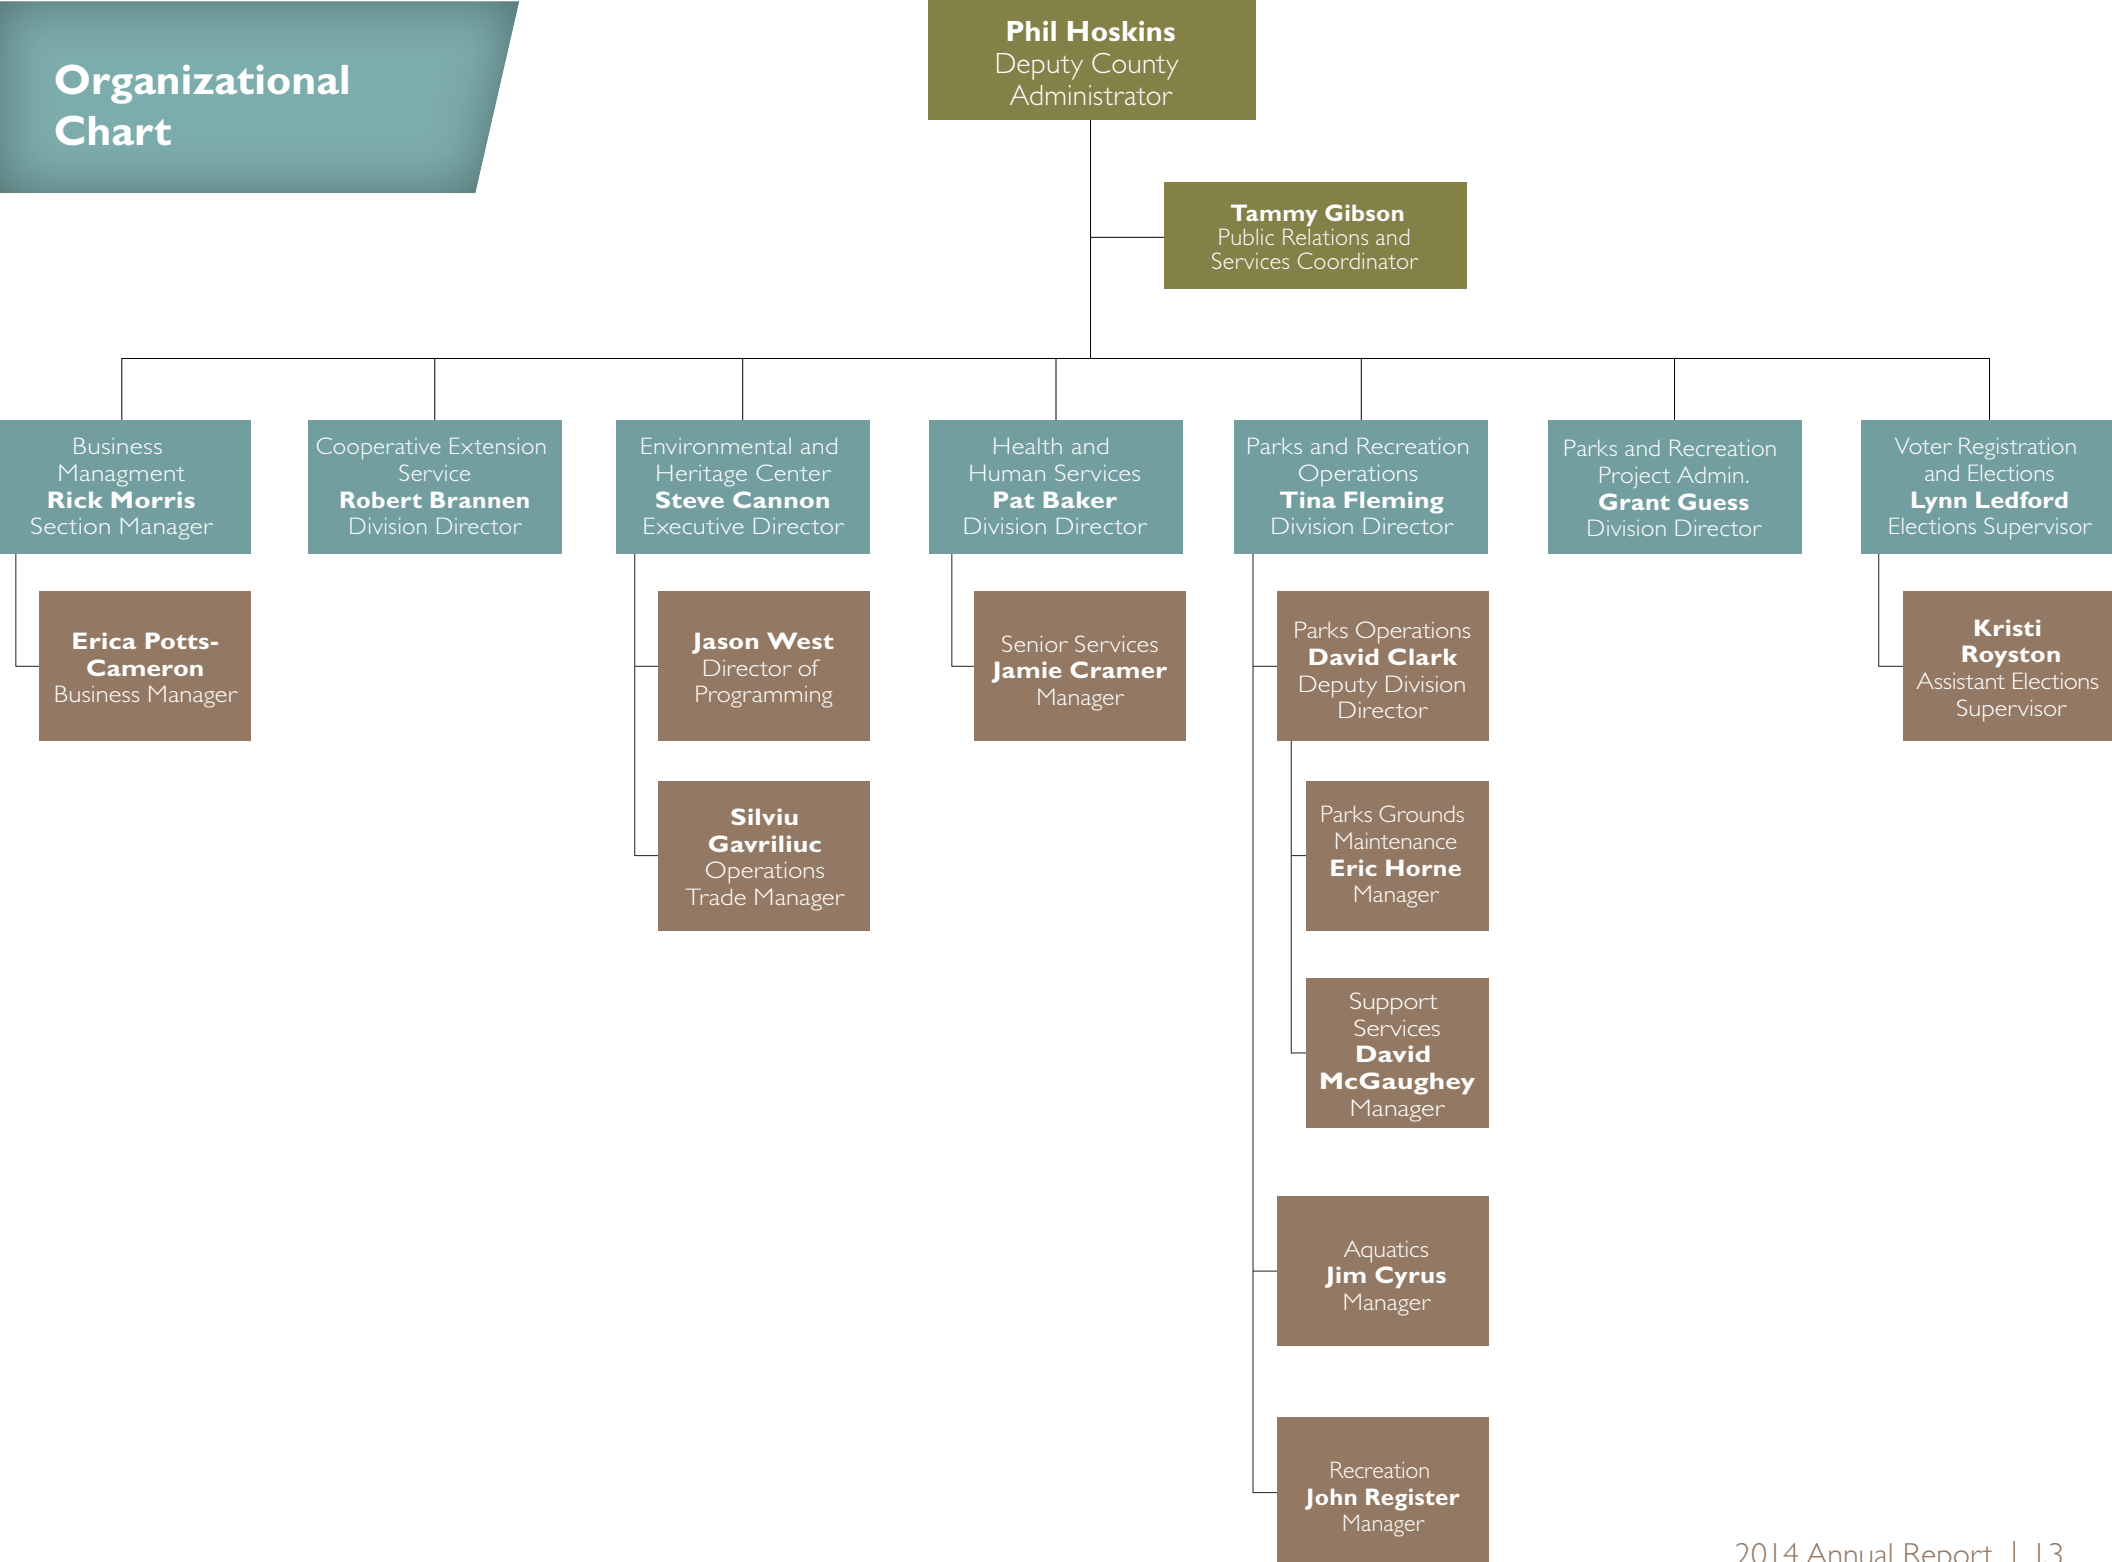 Organizational
Chart
Phil Hoskins
Deputy County
Administrator
Tammy Gibson
Public Relations and
Services Coordinator
Business
Managment
Rick Morris
Section Manager
Cooperative Extension
Service
Robert Brannen
Division Director
Environmental and
Heritage Center
Steve Cannon
Executive Director
Health and
Human Services
Pat Baker
Division Director
Parks and Recreation
Operations
Tina Fleming
Division Director
Parks and Recreation
Project Admin.
Grant Guess
Division Director
Voter Registration
and Elections
Lynn Ledford
Elections Supervisor
Erica Potts-
Cameron
Business Manager
Jason West
Director of
Programming
Silviu
Gavriliuc
Operations
Trade Manager
Senior Services
Jamie Cramer
Manager
Parks Operations
David Clark
Deputy Division
Director
Parks Grounds
Maintenance
Eric Horne
Manager
Support
Services
David
McGaughey
Manager
Aquatics
Jim Cyrus
Manager
Recreation
John Register
Manager
Kristi
Royston
Assistant Elections
Supervisor
2014 Annual Report | 13